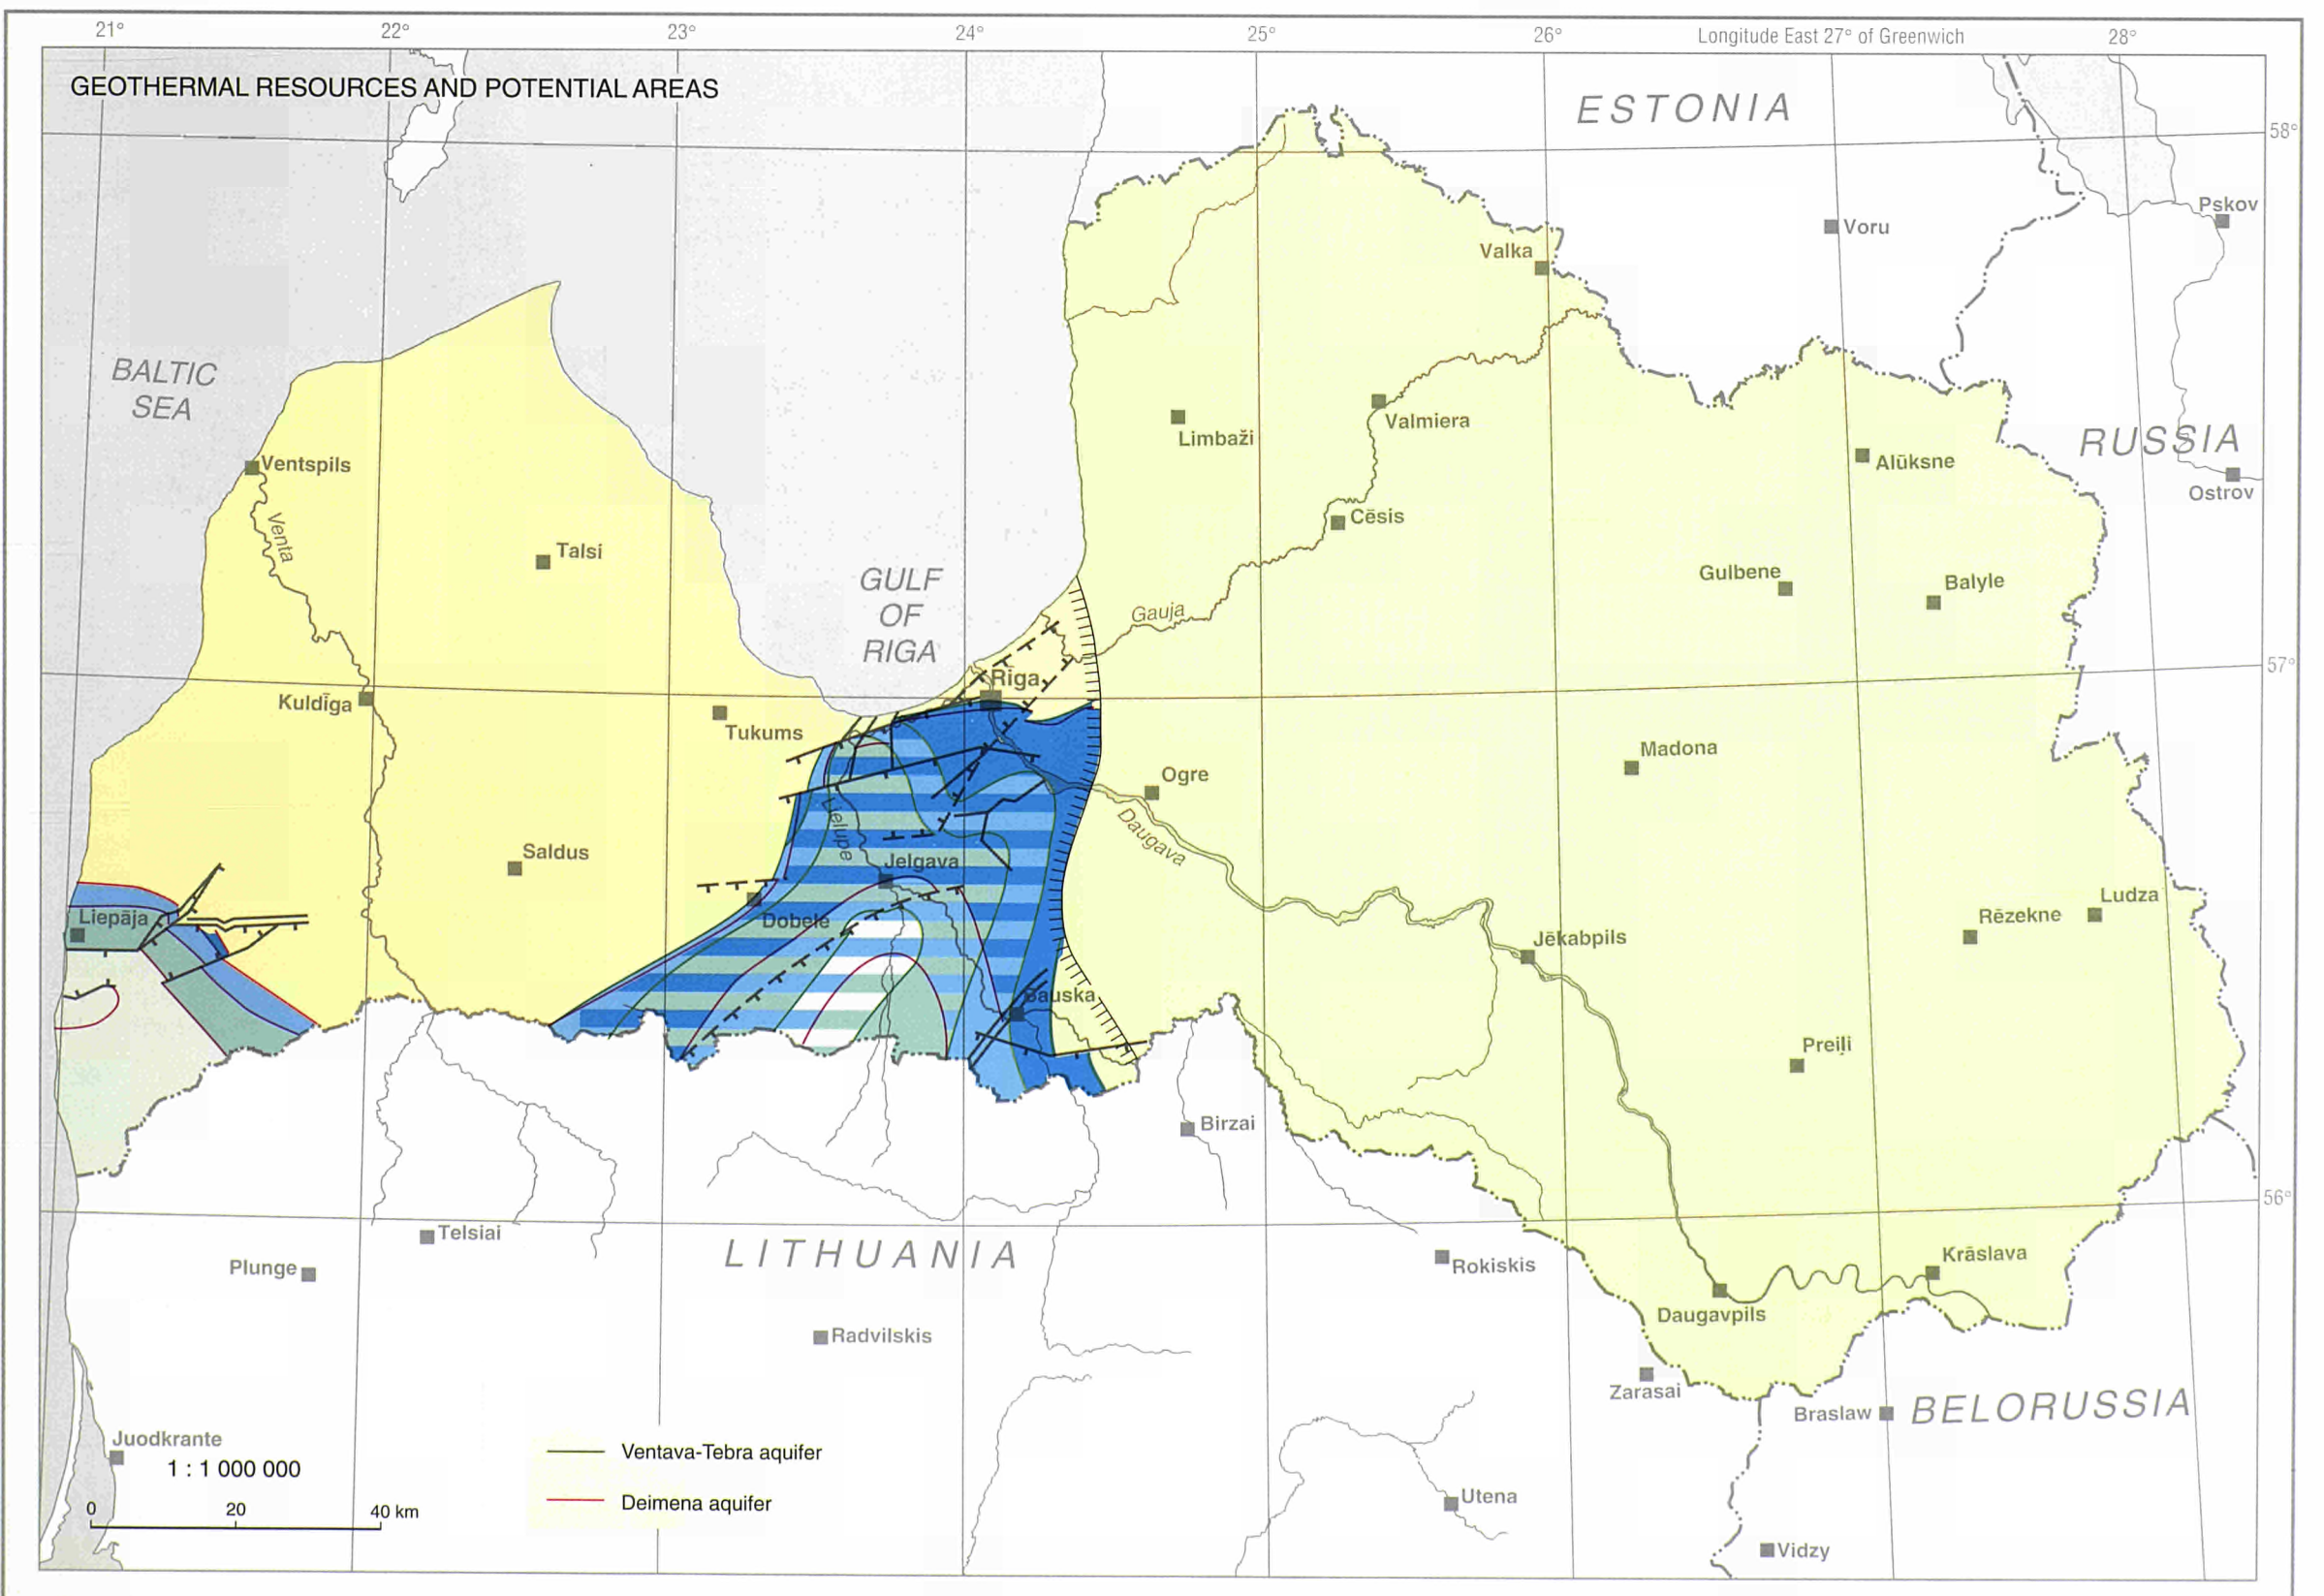 21°
22°
23°
24°
25°
26°
Longitude East 27° of Greenwich
28°
GEOTHERMAL RESOURCES AND POTENTIAL AREAS
ESTONIA
58°
Pskov
Voru
Valka
BALTIC
SEA
Limbaži
Valmiera
RUSSIA
Alūksne
Ostrov
Ventspils
Venta
Talsi
Cēsis
GULF
OF
RIGA
Gulbene
Balyle
Gauja
57°
Rīga
Kuldīga
Tukums
Madona
Ogre
Daugava
Lielupe
Jelgava
Saldus
Dobele
Liepāja
Ludza
Rēzekne
Jēkabpils
Bauska
Preiļi
Birzai
56°
Telsiai
Plunge
LITHUANIA
Rokiskis
Krāslava
Daugavpils
Radvilskis
Zarasai
Braslaw
BELORUSSIA
Juodkrante
1 : 1 000 000
0
20
40 km
Ventava-Tebra aquifer
Deimena aquifer
Utena
Vidzy